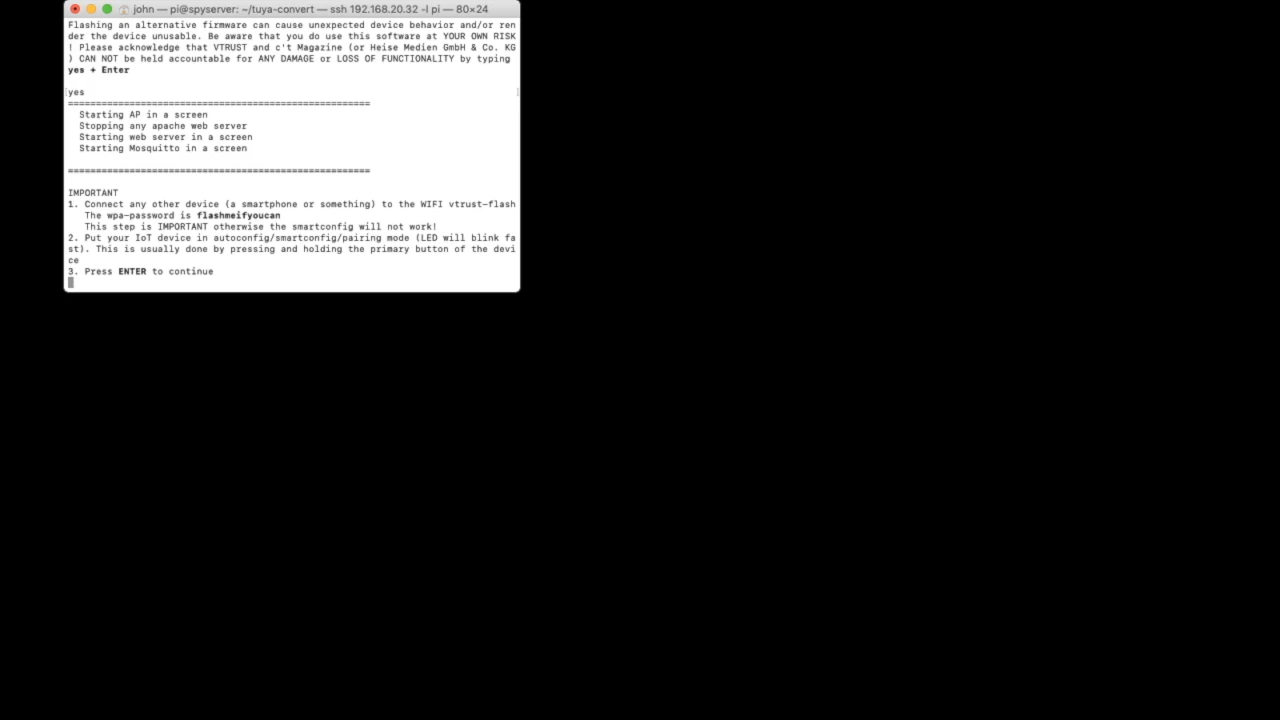 john — pi@spyserver: ~/tuya-convert — ssh 192.168.20.32 -l pi — 80×24
Flashing an alternative firmware can cause unexpected device behavior and/or ren
der the device unusable. Be aware that you do use this software at YOUR OWN RISK
! Please acknowledge that VTRUST and c't Magazine (or Heise Medien GmbH & Co. KG
) CAN NOT be held accountable for ANY DAMAGE or LOSS OF FUNCTIONALITY by typing
yes + Enter
[yes ]
======================================================
Starting AP in a screen
Stopping any apache web server
Starting web server in a screen
Starting Mosquitto in a screen
======================================================
IMPORTANT
1. Connect any other device (a smartphone or something) to the WIFI vtrust-flash
The wpa-password is flashmeifyoucan
This step is IMPORTANT otherwise the smartconfig will not work!
2. Put your IoT device in autoconfig/smartconfig/pairing mode (LED will blink fa
st). This is usually done by pressing and holding the primary button of the devi
ce
3. Press ENTER to continue